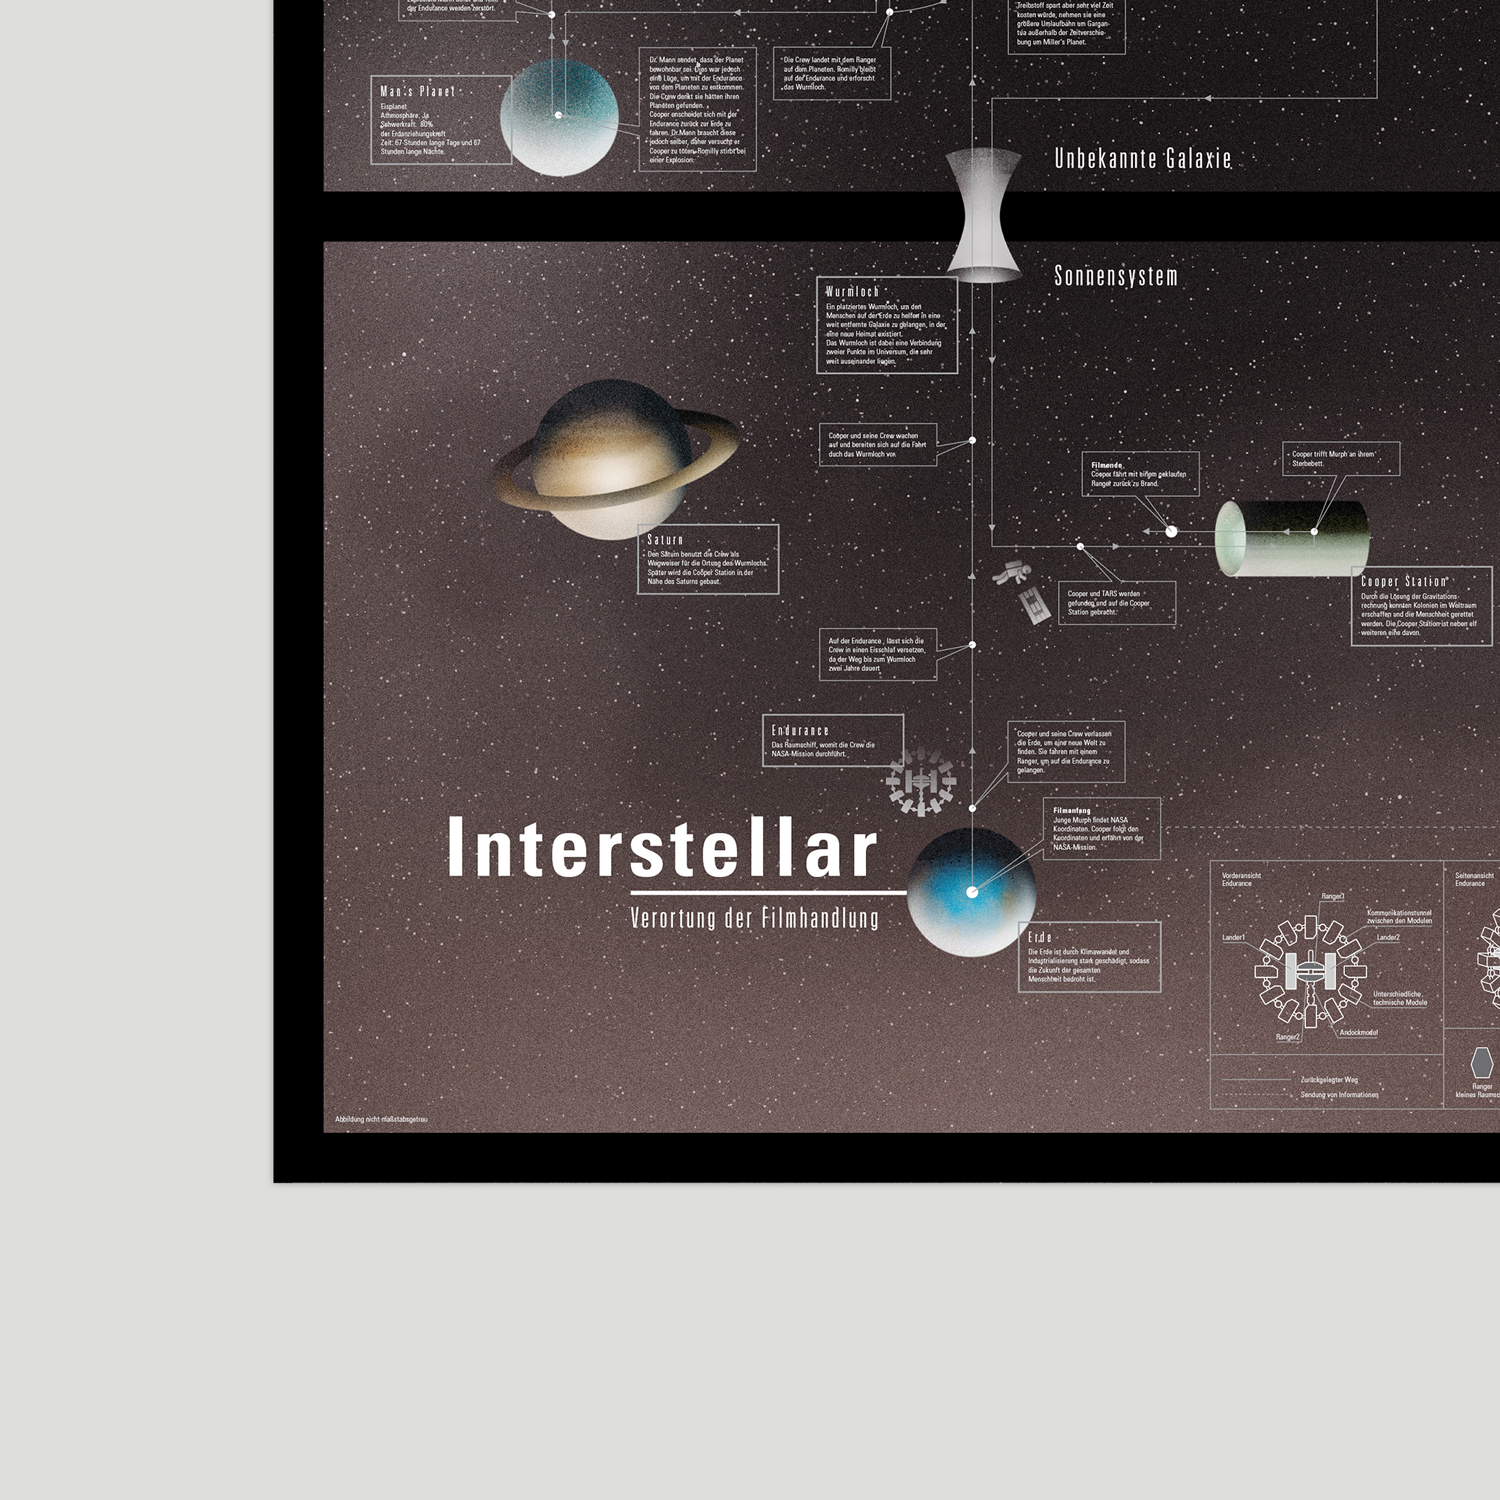 der Endurance werden zerstört.
Treibstoff spart aber sehr viel Zeit
kosten würde, nehmen sie eine
größere Umlaufbahn um Gargan-
tua außerhalb der Zeitverschie-
bung um Miller's Planet.
Man's Planet
Eisplanet
Athmosphäre: Ja
Schwerkraft: 80%
der Erdanziehungskraft
Zeit: 67 Stunden lange Tage und 67
Stunden lange Nächte.
Dr. Mann sendet, dass der Planet
bewohnbar sei. Dies war jedoch
eine Lüge, um mit der Endurance
von dem Planeten zu entkommen.
Die Crew denkt sie hätten ihren
Planeten gefunden.
Cooper entscheidet sich mit der
Endurance zurück zur Erde zu
fahren. Dr.Mann braucht diese
jedoch selber, daher versucht er
Cooper zu töten. Romilly stirbt bei
einer Explosion.
Die Crew landet mit dem Ranger
auf dem Planeten. Romilly bleibt
auf der Endurance und erforscht
das Wurmloch.
Unbekannte Galaxie
Sonnensystem
Wurmloch
Ein platziertes Wurmloch, um den
Menschen auf der Erde zu helfen in eine
weit entfernte Galaxie zu gelangen, in der
eine neue Heimat existiert.
Das Wurmloch ist dabei eine Verbindung
zweier Punkte im Universum, die sehr
weit auseinander liegen.
Cooper und seine Crew wachen
auf und bereiten sich auf die Fahrt
duch das Wurmloch vor.
Filmende
Cooper fährt mit einem geklauten
Ranger zurück zu Brand.
Cooper trifft Murph an ihrem
Sterbebett.
Saturn
Den Saturn benutzt die Crew als
Wegweiser für die Ortung des Wurmlochs.
Später wird die Cooper Station in der
Nähe des Saturns gebaut.
Cooper und TARS werden
gefunden und auf die Cooper
Station gebracht.
Cooper Station
Durch die Lösung der Gravitations-
rechnung konnten Kolonien im Weltraum
erschaffen und die Menschheit gerettet
werden. Die Cooper Station ist neben elf
weiteren eine davon.
Auf der Endurance , lässt sich die
Crew in einen Eisschlaf versetzen,
da der Weg bis zum Wurmloch
zwei Jahre dauert
Endurance
Das Raumschiff, womit die Crew die
NASA-Mission durchführt.
Cooper und seine Crew verlassen
die Erde, um eine neue Welt zu
finden. Sie fahren mit einem
Ranger, um auf die Endurance zu
gelangen.
Filmanfang
Junge Murph findet NASA
Koordinaten. Cooper folgt den
Koordinaten und erfährt von der
NASA-Mission.
Interstellar
Verortung der Filmhandlung
Erde
Die Erde ist durch Klimawandel und
Industrialisierung stark geschädigt, sodass
die Zukunft der gesamten
Menschheit bedroht ist.
Vorderansicht
Endurance
Ranger1
Kommunikationstunnel
zwischen den Modulen
Lander1
Lander2
Unterschiedliche
technische Module
Ranger2
Andockmodul
Seitenansicht
Endurance
Zurückgelegter Weg
Sendung von Informationen
Ranger
kleines
Abbildung nicht maßstabsgetreu